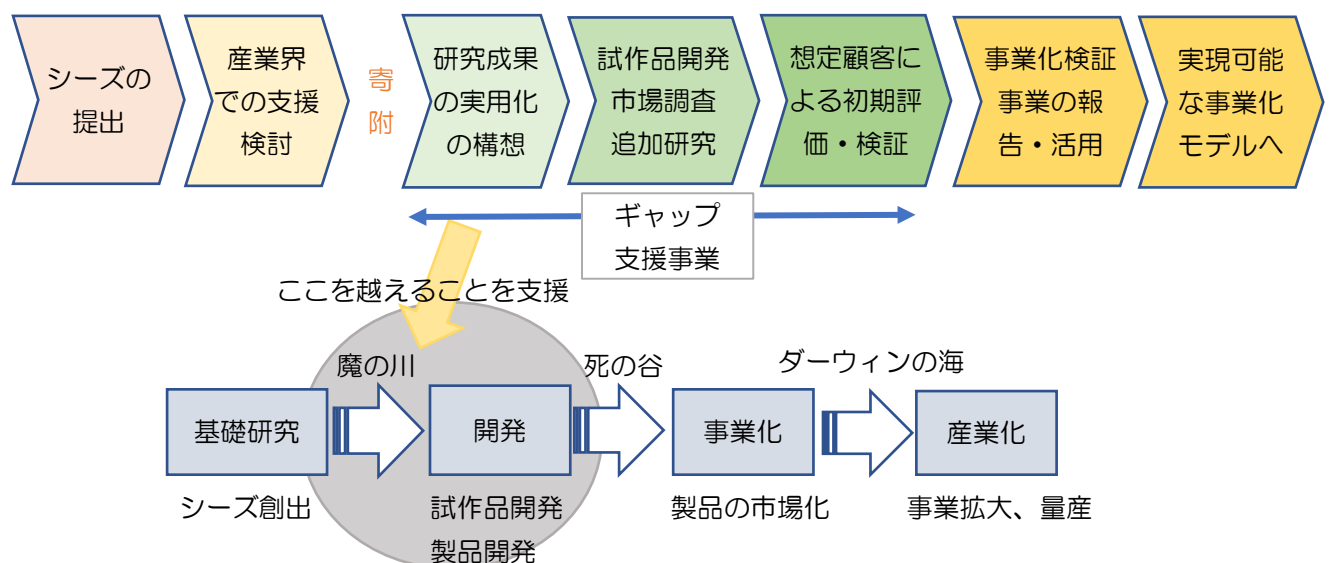 シーズの
提出
産業界
での支援
検討
寄
附
研究成果
の実用化
の構想
試作品開発
市場調査
追加研究
想定顧客に
よる初期評
価・検証
事業化検証
事業の報
告・活用
実現可能
な事業化
モデルへ
ギャップ
支援事業
ここを越えることを支援
魔の川
死の谷
ダーウィンの海
基礎研究
開発
事業化
産業化
シーズ創出
試作品開発
製品開発
製品の市場化
事業拡大、量産